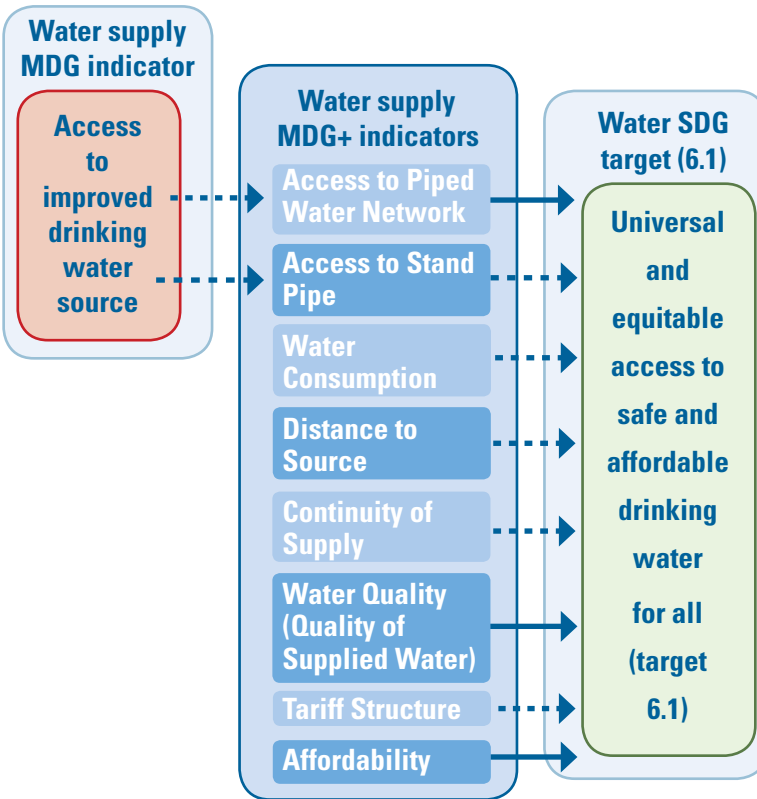 Water supply
MDG indicator
Access
to
improved
drinking
water
source
Water supply
MDG+ indicators
Access to Piped
Water Network
Access to Stand
Pipe
Water
Consumption
Distance to
Source
Continuity of
Supply
Water Quality
(Quality of
Supplied Water)
Tariff Structure
Affordability
Water SDG
target (6.1)
Universal
and
equitable
access to
safe and
affordable
drinking
water
for all
(target
6.1)